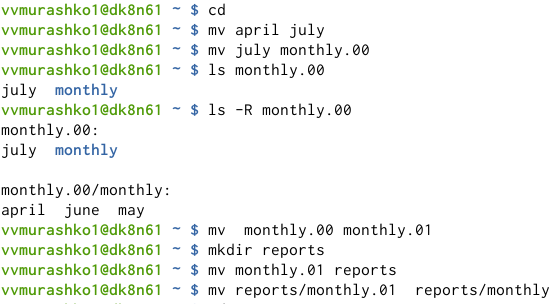 vvmurashko1@dk8n61 ~ $ cd
vvmurashko1@dk8n61 ~ $ mv april july
vvmurashko1@dk8n61 ~ $ mv july monthly.00
vvmurashko1@dk8n61 ~ $ ls monthly.00
july  monthly
vvmurashko1@dk8n61 ~ $ ls -R monthly.00
monthly.00:
july  monthly
monthly.00/monthly:
april  june  may
vvmurashko1@dk8n61 ~ $ mv  monthly.00 monthly.01
vvmurashko1@dk8n61 ~ $ mkdir reports
vvmurashko1@dk8n61 ~ $ mv monthly.01 reports
vvmurashko1@dk8n61 ~ $ mv reports/monthly.01  reports/monthly